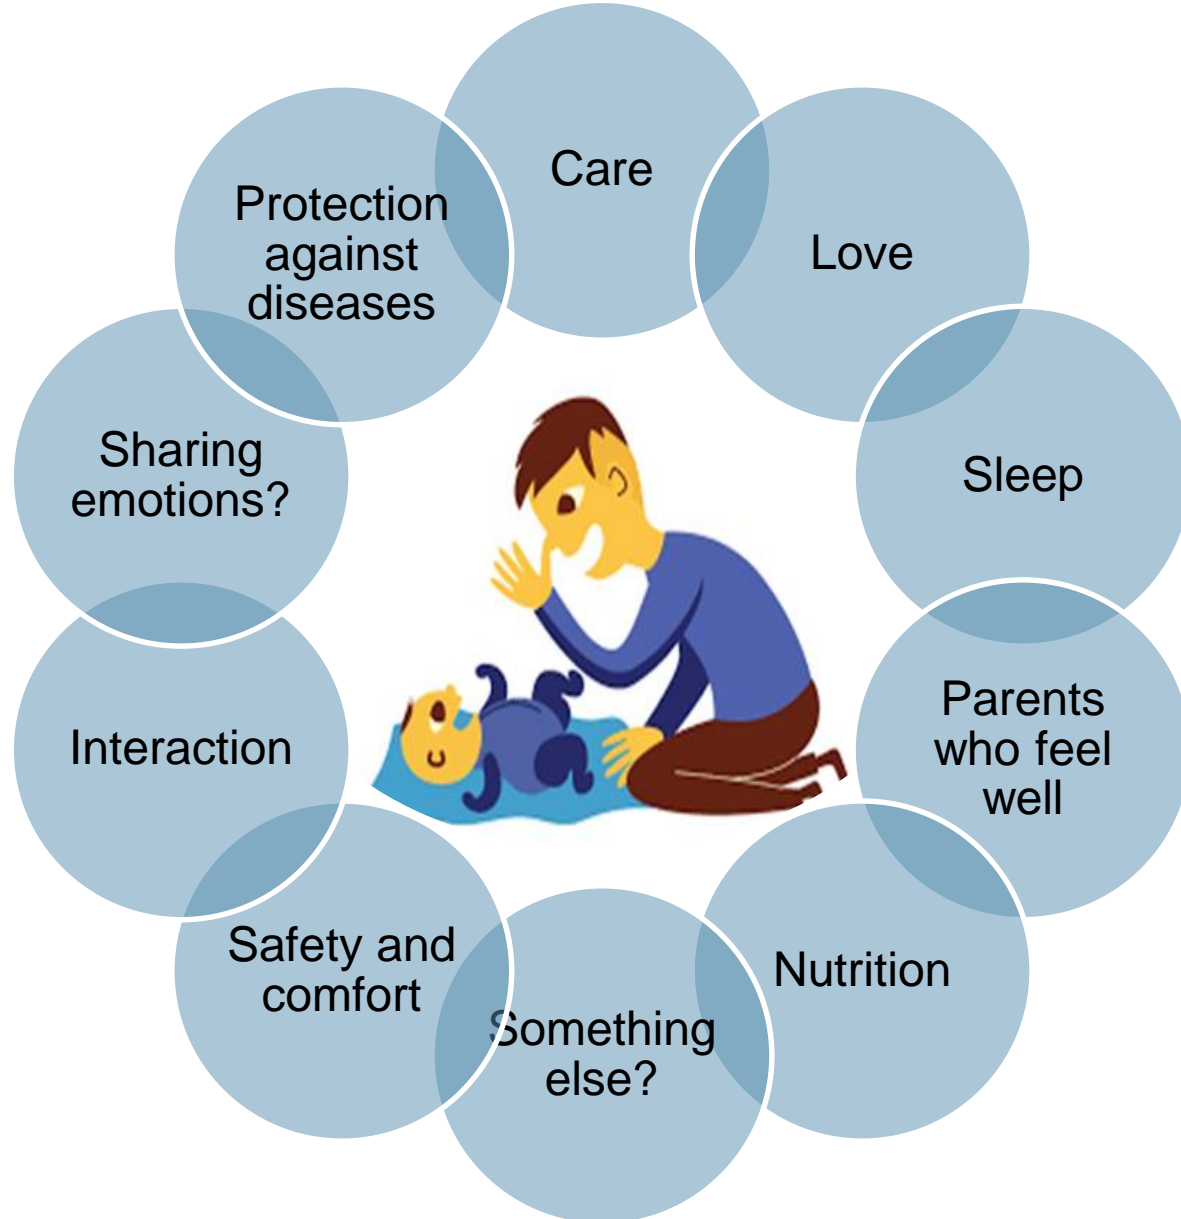 Care
Love
Sleep
Parents
who feel
well
Nutrition
Something
else?
Safety and
comfort
Interaction
Sharing
emotions?
Protection
against
diseases